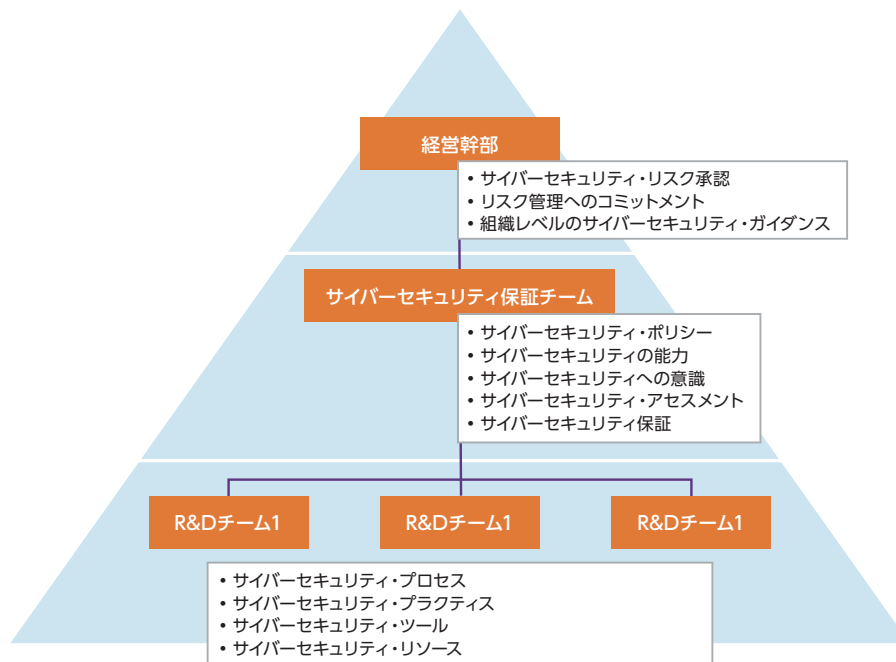 経営幹部
• サイバーセキュリティ・リスク承認
• リスク管理へのコミットメント
• 組織レベルのサイバーセキュリティ・ガイダンス
サイバーセキュリティ保証チーム
• サイバーセキュリティ・ポリシー
• サイバーセキュリティの能力
• サイバーセキュリティへの意識
• サイバーセキュリティ・アセスメント
• サイバーセキュリティ保証
R&Dチーム1
R&Dチーム1
R&Dチーム1
• サイバーセキュリティ・プロセス
• サイバーセキュリティ・プラクティス
• サイバーセキュリティ・ツール
• サイバーセキュリティ・リソース